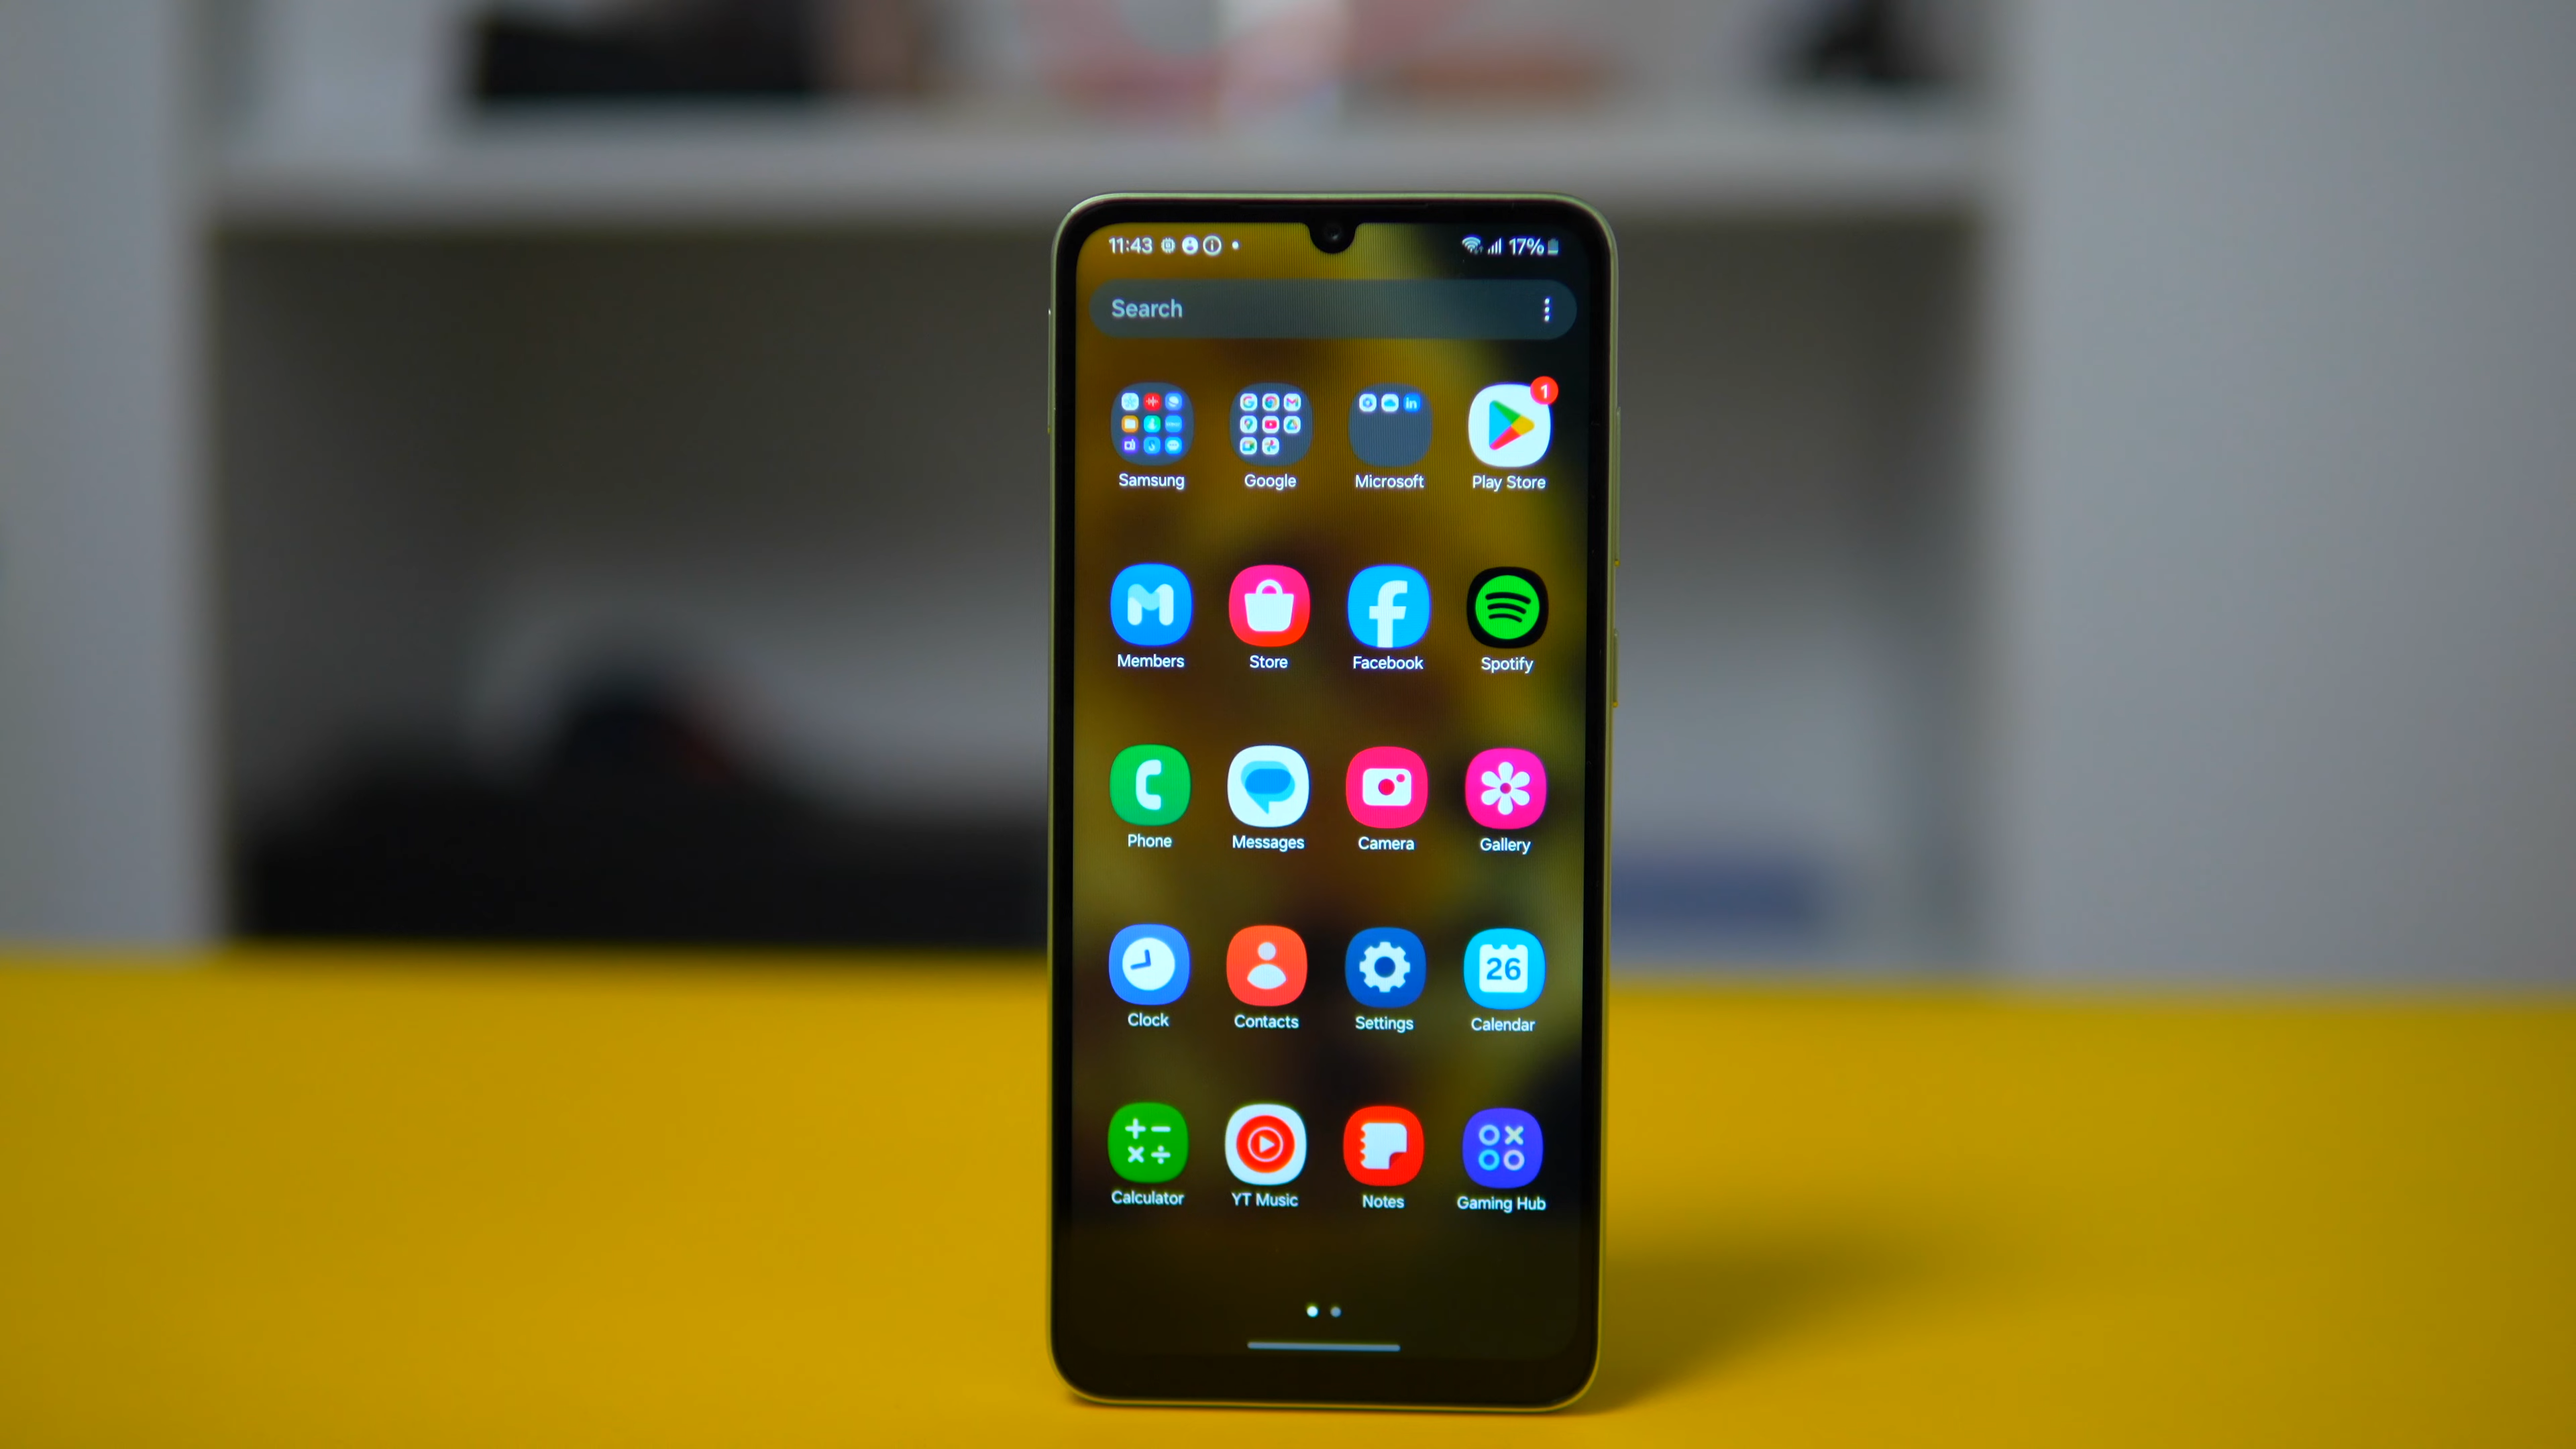 11:43 17%
Search
1
Samsung Google Microsoft Play Store
Members Store Facebook Spotify
Phone Messages Camera Gallery
26
Clock Contacts Settings Calendar
Calculator YT Music Notes Gaming Hub